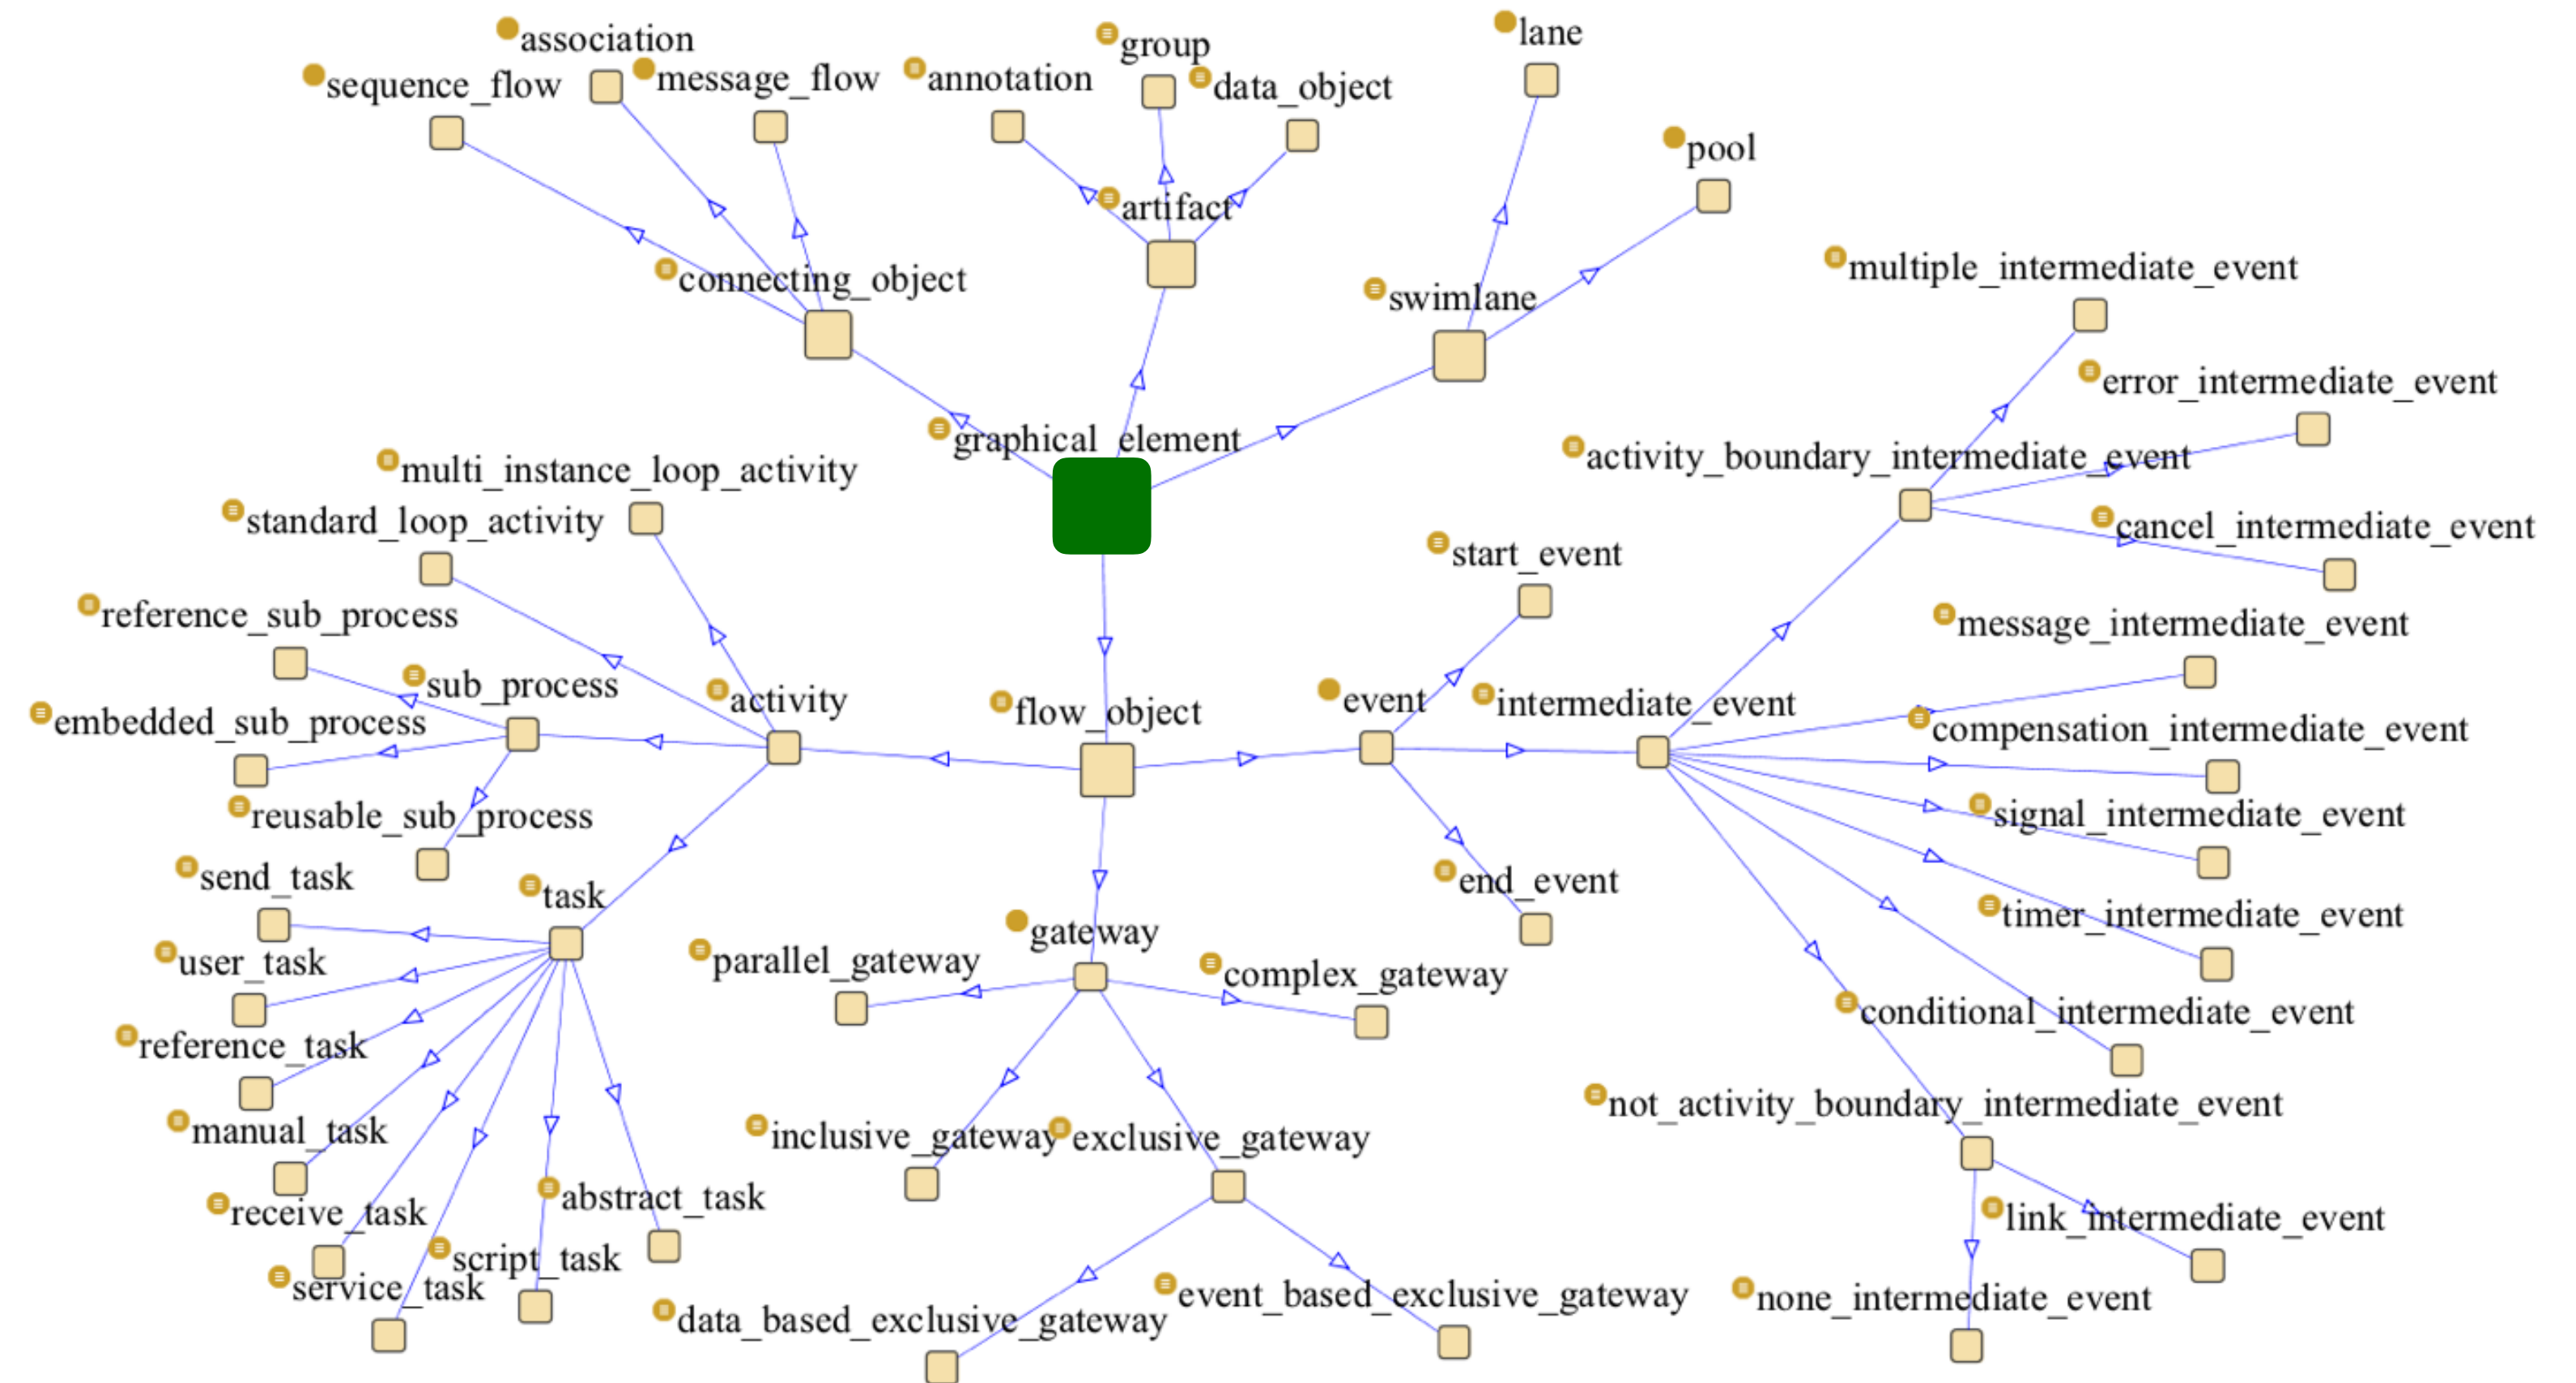 association
lane
group
sequence_flow
message_flow
annotation
data_object
pool
artifact
connecting_object
swimlane
multiple_intermediate_event
error_intermediate_event
graphical_element
activity_boundary_intermediate_event
multi_instance_loop_activity
standard_loop_activity
cancel_intermediate_event
start_event
reference_sub_process
message_intermediate_event
sub_process
activity
flow_object
event
intermediate_event
embedded_sub_process
compensation_intermediate_event
reusable_sub_process
signal_intermediate_event
send_task
task
end_event
timer_intermediate_event
gateway
user_task
parallel_gateway
complex_gateway
conditional_intermediate_event
reference_task
not_activity_boundary_intermediate_event
manual_task
inclusive_gateway
exclusive_gateway
abstract_task
receive_task
link_intermediate_event
script_task
service_task
event_based_exclusive_gateway
none_intermediate_event
data_based_exclusive_gateway